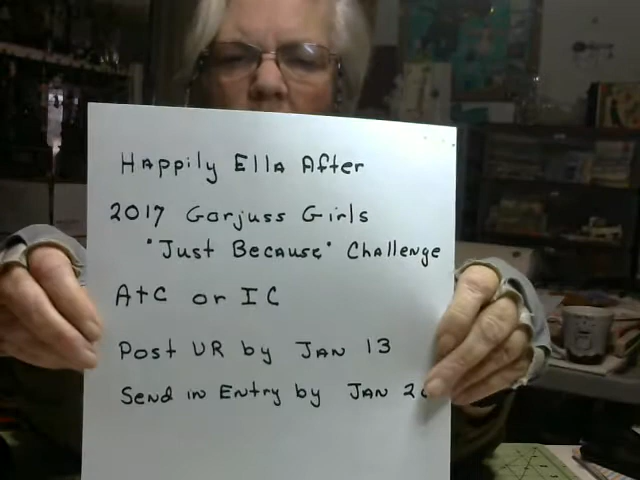 Happily Ella After
2017 Gorjuss Girls
"Just Because" Challenge
AtC or IC
Post UR by JAN 13
Send in Entry by JAN